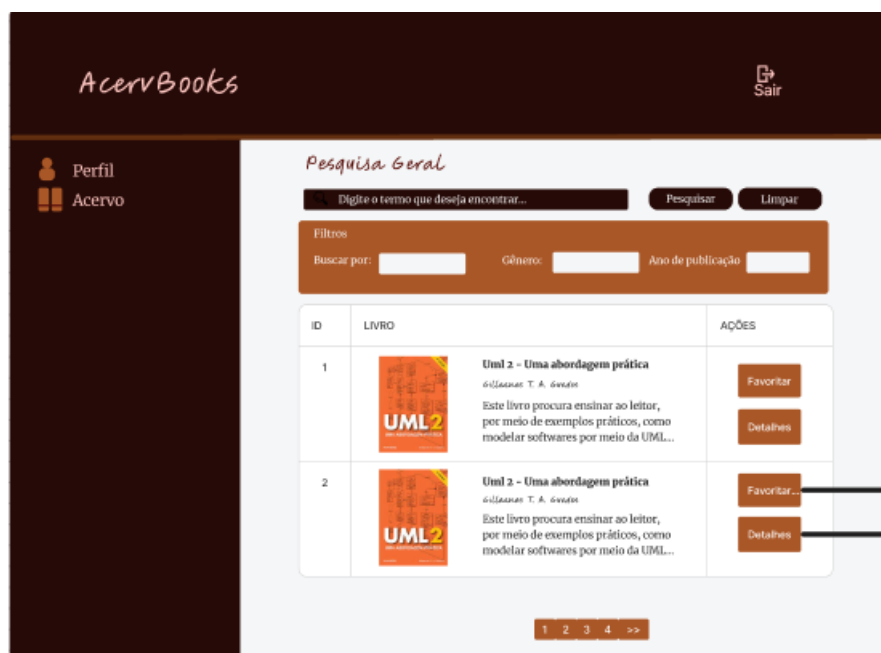 AcervBooks
Sair
Perfil
Acervo
Pesquisa Geral
Digite o termo que deseja encontrar...
Pesquisar
Limpar
Filtros
Buscar por:
Gênero:
Ano de publicação
ID
LIVRO
AÇÕES
1
UML2
Uml 2 - Uma abordagem prática
T. A.
Este livro procura ensinar ao leitor,
por meio de exemplos práticos, como
modelar softwares por meio da UML...
Favoritar
Detalhes
2
UML2
Uml 2 - Uma abordagem prática
T. A.
Este livro procura ensinar ao leitor,
por meio de exemplos práticos, como
modelar softwares por meio da UML...
Favoritar...
Detalhes
1 2 3 4 >>